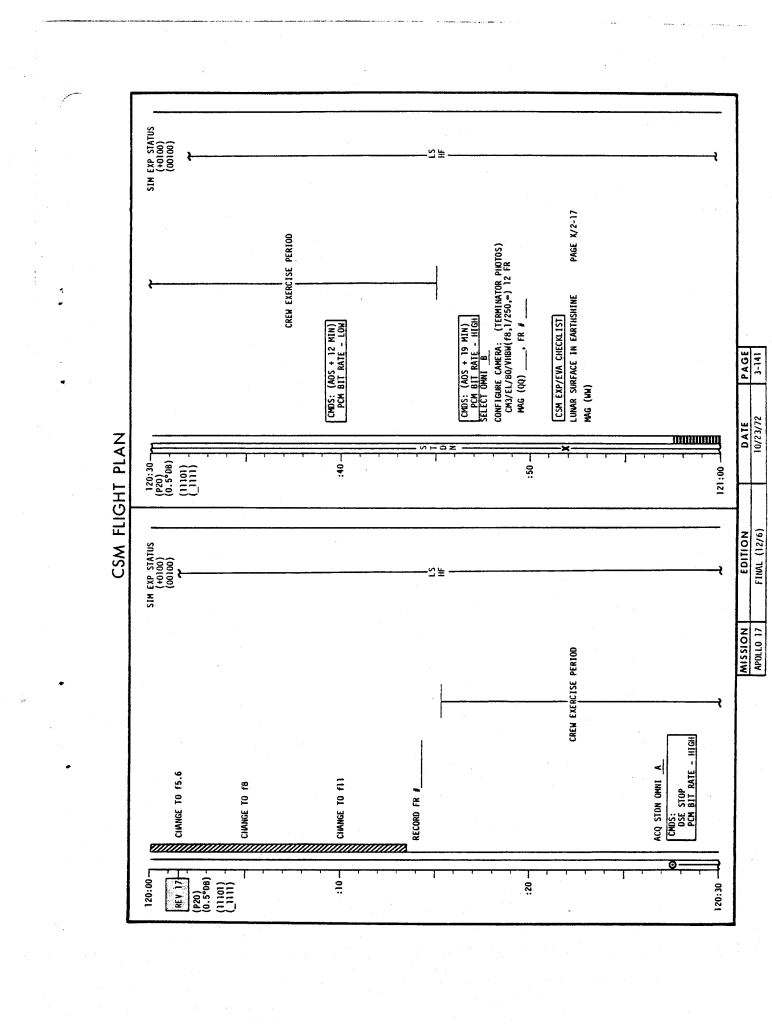 CSM FLIGHT PLAN
120:00
REV 17
(P20)
(0.5°DB)
(11101)
(_1111)
:10
:20
120:30
CHANGE TO f5.6
CHANGE TO f8
CHANGE TO f11
RECORD FR # ____
ACQ STDN OMNI A
CMDS:
DSE STOP
PCM BIT RATE - HIGH
CREW EXERCISE PERIOD
SIM EXP STATUS
(+0100)
(00100)
LS
HF
120:30
(P20)
(0.5°DB)
(11101)
(_1111)
:40
:50
121:00
S
T
D
N
CREW EXERCISE PERIOD
CMDS: (AOS + 12 MIN)
PCM BIT RATE - LOW
CMDS: (AOS + 19 MIN)
PCM BIT RATE - HIGH
SELECT OMNI B
CONFIGURE CAMERA: (TERMINATOR PHOTOS)
CM3/EL/80/VHBW(f8,1/250,∞) 12 FR
MAG (QQ) ____, FR # ____
CSM EXP/EVA CHECKLIST
LUNAR SURFACE IN EARTHSHINE PAGE X/2-17
MAG (WW)
SIM EXP STATUS
(+0100)
(00100)
LS
HF
MISSION EDITION DATE PAGE
APOLLO 17 FINAL (12/6) 10/23/72 3-141